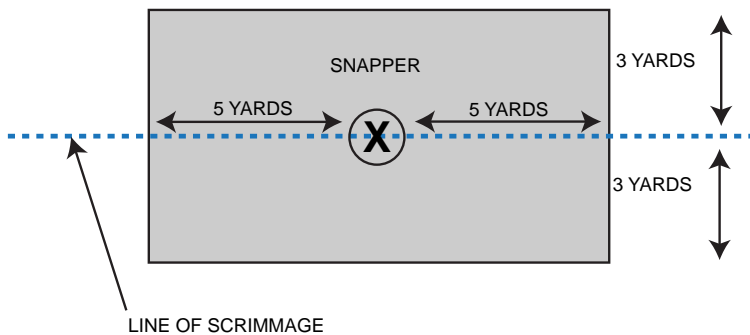 3 YARDS
SNAPPER
5 YARDS
5 YARDS
X
3 YARDS
LINE OF SCRIMMAGE